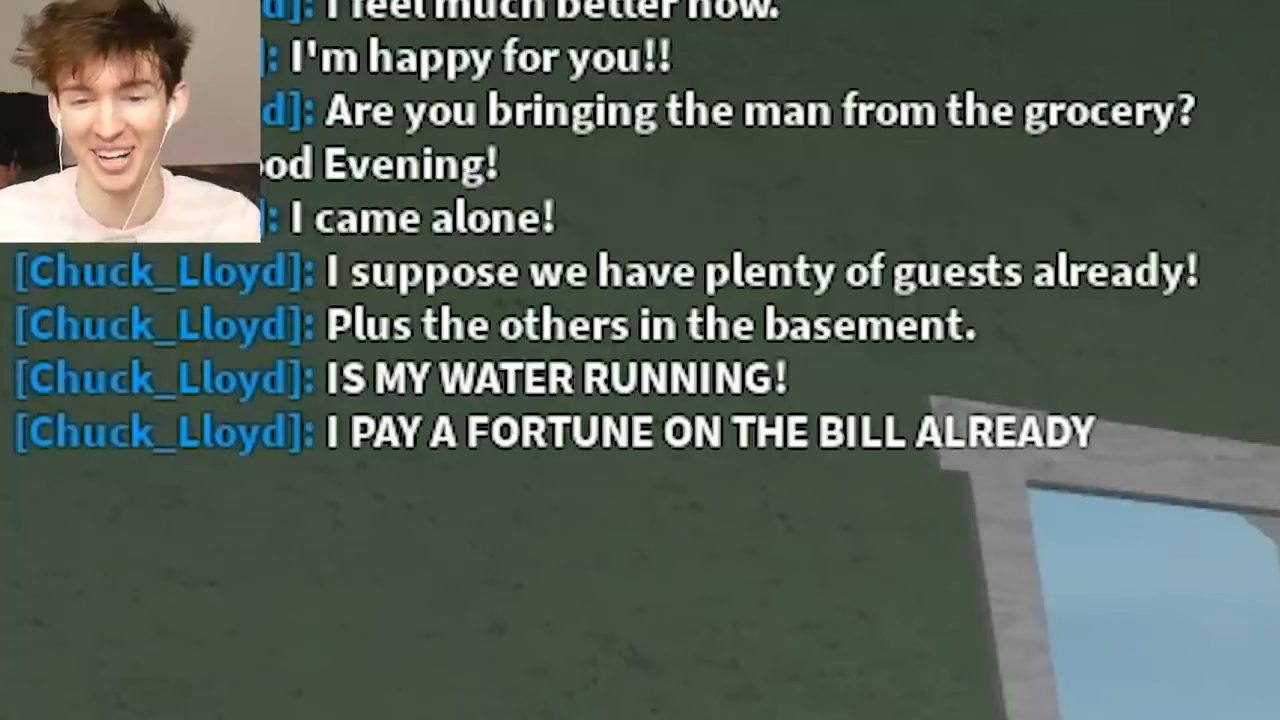 d]: I feel much better now.
]: I'm happy for you!!
d]: Are you bringing the man from the grocery?
ood Evening!
]: I came alone!
[Chuck_Lloyd]: I suppose we have plenty of guests already!
[Chuck_Lloyd]: Plus the others in the basement.
[Chuck_Lloyd]: IS MY WATER RUNNING!
[Chuck_Lloyd]: I PAY A FORTUNE ON THE BILL ALREADY